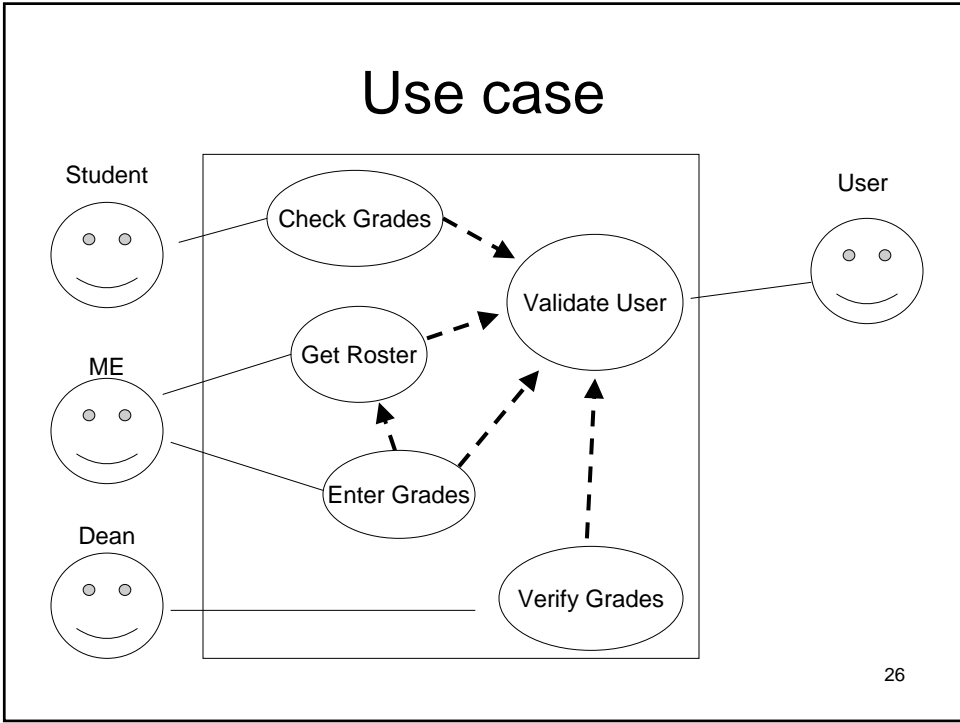 Use case
Student
User
Check Grades
Validate User
Get Roster
ME
Enter Grades
Dean
Verify Grades
26